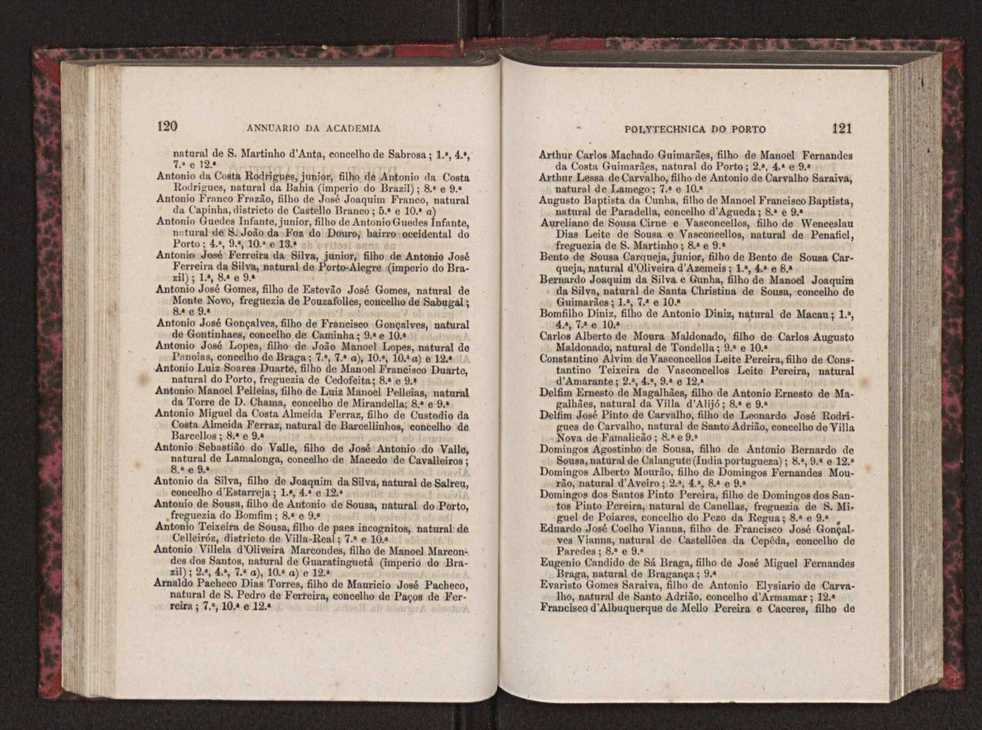 120 ANNUARIO DA ACADEMIA
natural de S. Martinho d'Anta, concelho de Sabrosa; 1.ª, 4.ª,
7.ª e 12.ª
Antonio da Costa Rodrigues, junior, filho de Antonio da Costa
Rodrigues, natural da Bahia (imperio do Brazil); 8.ª e 9.ª
Antonio Franco Frazão, filho de José Joaquim Franco, natural
da Capinha, districto de Castello Branco; 5.ª e 10.ª a)
Antonio Guedes Infante, junior, filho de Antonio Guedes Infante,
natural de S. João da Foz do Douro, bairro occidental do
Porto; 4.ª, 9.ª, 10.ª e 13.ª
Antonio José Ferreira da Silva, junior, filho de Antonio José
Ferreira da Silva, natural de Porto-Alegre (imperio do Bra-
zil); 1.ª, 8.ª e 9.ª
Antonio José Gomes, filho de Estevão José Gomes, natural de
Monte Novo, freguezia de Pouzafolles, concelho de Sabugal;
8.ª e 9.ª
Antonio José Gonçalves, filho de Francisco Gonçalves, natural
de Gontinhaes, concelho de Caminha; 9.ª e 10.ª
Antonio José Lopes, filho de João Manoel Lopes, natural de
Panoias, concelho de Braga; 7.ª, 7.ª a), 10.ª, 10.ª a) e 12.ª
Antonio Luiz Soares Duarte, filho de Manoel Francisco Duarte,
natural do Porto, freguezia de Cedofeita; 8.ª e 9.ª
Antonio Manoel Pelleias, filho de Luiz Manoel Pelleias, natural
da Torre de D. Chama, concelho de Mirandella; 8.ª e 9.ª
Antonio Miguel da Costa Almeida Ferraz, filho de Custodio da
Costa Almeida Ferraz, natural de Barcellinhos, concelho de
Barcellos; 8.ª e 9.ª
Antonio Sebastião do Valle, filho de José Antonio do Valle,
natural de Lamalonga, concelho de Macedo de Cavalleiros;
8.ª e 9.ª
Antonio da Silva, filho de Joaquim da Silva, natural de Salreu,
concelho d'Estarreja; 1.ª, 4.ª e 12.ª
Antonio de Sousa, filho de Antonio de Sousa, natural do Porto,
freguezia do Bomfim; 8.ª e 9.ª
Antonio Teixeira de Sousa, filho de paes incognitos, natural de
Celleiróz, districto de Villa-Real; 7.ª e 10.ª
Antonio Villela d'Oliveira Marcondes, filho de Manoel Marcon-
des dos Santos, natural de Guaratinguetá (imperio do Bra-
zil); 2.ª, 4.ª, 7.ª a), 10.ª a) e 12.ª
Arnaldo Pacheco Dias Torres, filho de Mauricio José Pacheco,
natural de S. Pedro de Ferreira, concelho de Paços de Fer-
reira; 7.ª, 10.ª e 12.ª
POLYTECHNICA DO PORTO 121
Arthur Carlos Machado Guimarães, filho de Manoel Fernandes
da Costa Guimarães, natural do Porto; 2.ª, 4.ª e 9.ª
Arthur Lessa de Carvalho, filho de Antonio de Carvalho Saraiva,
natural de Lamego; 7.ª e 10.ª
Augusto Baptista da Cunha, filho de Manoel Francisco Baptista,
natural de Paradella, concelho d'Agueda; 8.ª e 9.ª
Aureliano de Sousa Cirne e Vasconcellos, filho de Wenceslau
Dias Leite de Sousa e Vasconcellos, natural de Penafiel,
freguezia de S. Martinho; 8.ª e 9.ª
Bento de Sousa Carqueja, junior, filho de Bento de Sousa Car-
queja, natural d'Oliveira d'Azemeis; 1.ª, 4.ª e 8.ª
Bernardo Joaquim da Silva e Gunha, filho de Manoel Joaquim
da Silva, natural de Santa Christina de Sousa, concelho de
Guimarães; 1.ª, 7.ª e 10.ª
Bomfilho Diniz, filho de Antonio Diniz, natural de Macau; 1.ª,
4.ª, 7.ª e 10.ª
Carlos Alberto de Moura Maldonado, filho de Carlos Augusto
Maldonado, natural de Tondella; 9.ª e 10.ª
Constantino Alvim de Vasconcellos Leite Pereira, filho de Cons-
tantino Teixeira de Vasconcellos Leite Pereira, natural
d'Amarante; 2.ª, 4.ª, 9.ª e 12.ª
Delfim Ernesto de Magalhães, filho de Antonio Ernesto de Ma-
galhães, natural da Villa d'Alijó; 8.ª e 9.ª
Delfim José Pinto de Carvalho, filho de Leonardo José Rodri-
gues de Carvalho, natural de Santo Adrião, concelho de Villa
Nova de Famalicão; 8.ª e 9.ª
Domingos Agostinho de Sousa, filho de Antonio Bernardo de
Sousa, natural de Calangute (India portugueza); 8.ª, 9.ª e 12.ª
Domingos Alberto Mourão, filho de Domingos Fernandes Mou-
rão, natural d'Aveiro; 2.ª, 4.ª, 8.ª e 9.ª
Domingos dos Santos Pinto Pereira, filho de Domingos dos San-
tos Pinto Pereira, natural de Canellas, freguezia de S. Mi-
guel de Poiares, concelho do Pezo da Regua; 8.ª e 9.ª
Eduardo José Coelho Vianna, filho de Francisco José Gonçal-
ves Vianna, natural de Castellões da Cepêda, concelho de
Paredes; 8.ª e 9.ª
Eugenio Candido de Sá Braga, filho de José Miguel Fernandes
Braga, natural de Bragança; 9.ª
Evaristo Gomes Saraiva, filho de Antonio Elysiario de Carva-
lho, natural de Santo Adrião, concelho d'Armamar; 12.ª
Francisco d'Albuquerque de Mello Pereira e Caceres, filho de